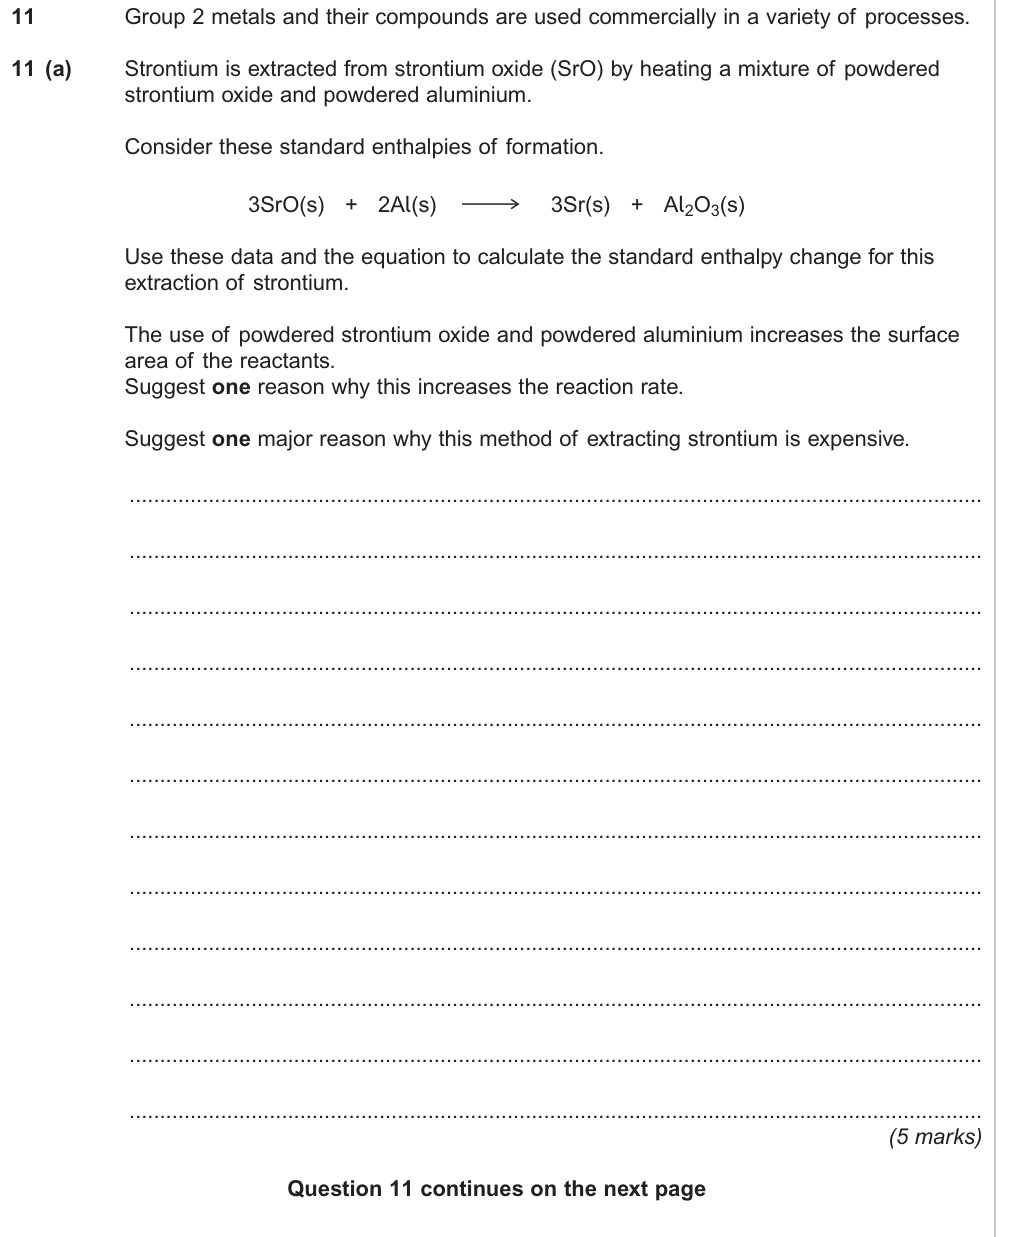 11 Group 2 metals and their compounds are used commercially in a variety of processes.
11 (a) Strontium is extracted from strontium oxide (SrO) by heating a mixture of powdered
strontium oxide and powdered aluminium.
Consider these standard enthalpies of formation.
3SrO(s) + 2Al(s) ⟶ 3Sr(s) + Al₂O₃(s)
Use these data and the equation to calculate the standard enthalpy change for this
extraction of strontium.
The use of powdered strontium oxide and powdered aluminium increases the surface
area of the reactants.
Suggest one reason why this increases the reaction rate.
Suggest one major reason why this method of extracting strontium is expensive.
(5 marks)
Question 11 continues on the next page